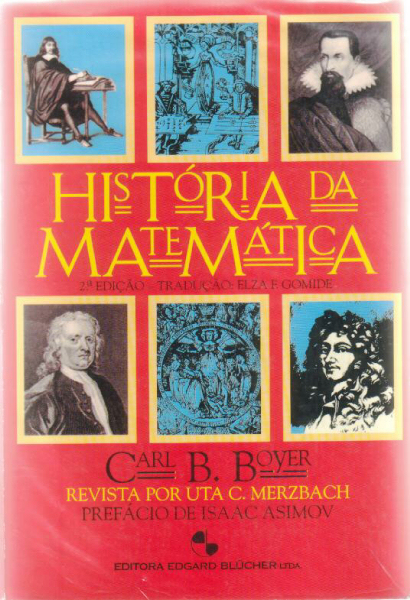 HISTÓRIA DA
MATEMÁTICA
2ª EDIÇÃO - TRADUÇÃO: ELZA F. GOMIDE
CARL B. BOYER
REVISTA POR UTA C. MERZBACH
PREFÁCIO DE ISAAC ASIMOV
EDITORA EDGARD BLÜCHER LTDA.